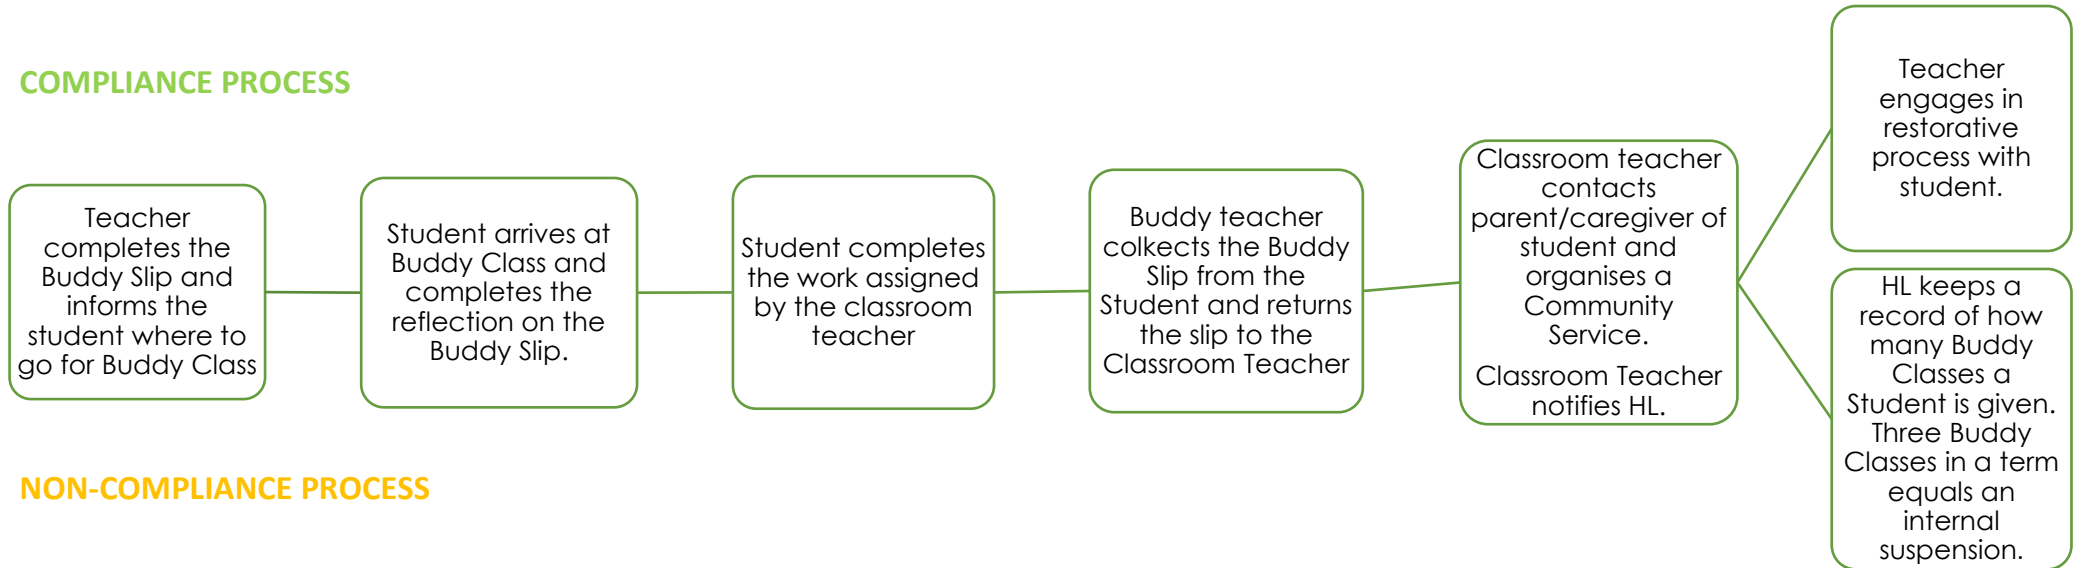 COMPLIANCE PROCESS
Teacher
completes the
Buddy Slip and
informs the
student where to
go for Buddy Class
Student arrives at
Buddy Class and
completes the
reflection on the
Buddy Slip.
Student completes
the work assigned
by the classroom
teacher
Buddy teacher
colkects the Buddy
Slip from the
Student and returns
the slip to the
Classroom Teacher
Classroom teacher
contacts
parent/caregiver of
student and
organises a
Community
Service.
Classroom Teacher
notifies HL.
Teacher
engages in
restorative
process with
student.
HL keeps a
record of how
many Buddy
Classes a
Student is given.
Three Buddy
Classes in a term
equals an
internal
suspension.
NON-COMPLIANCE PROCESS